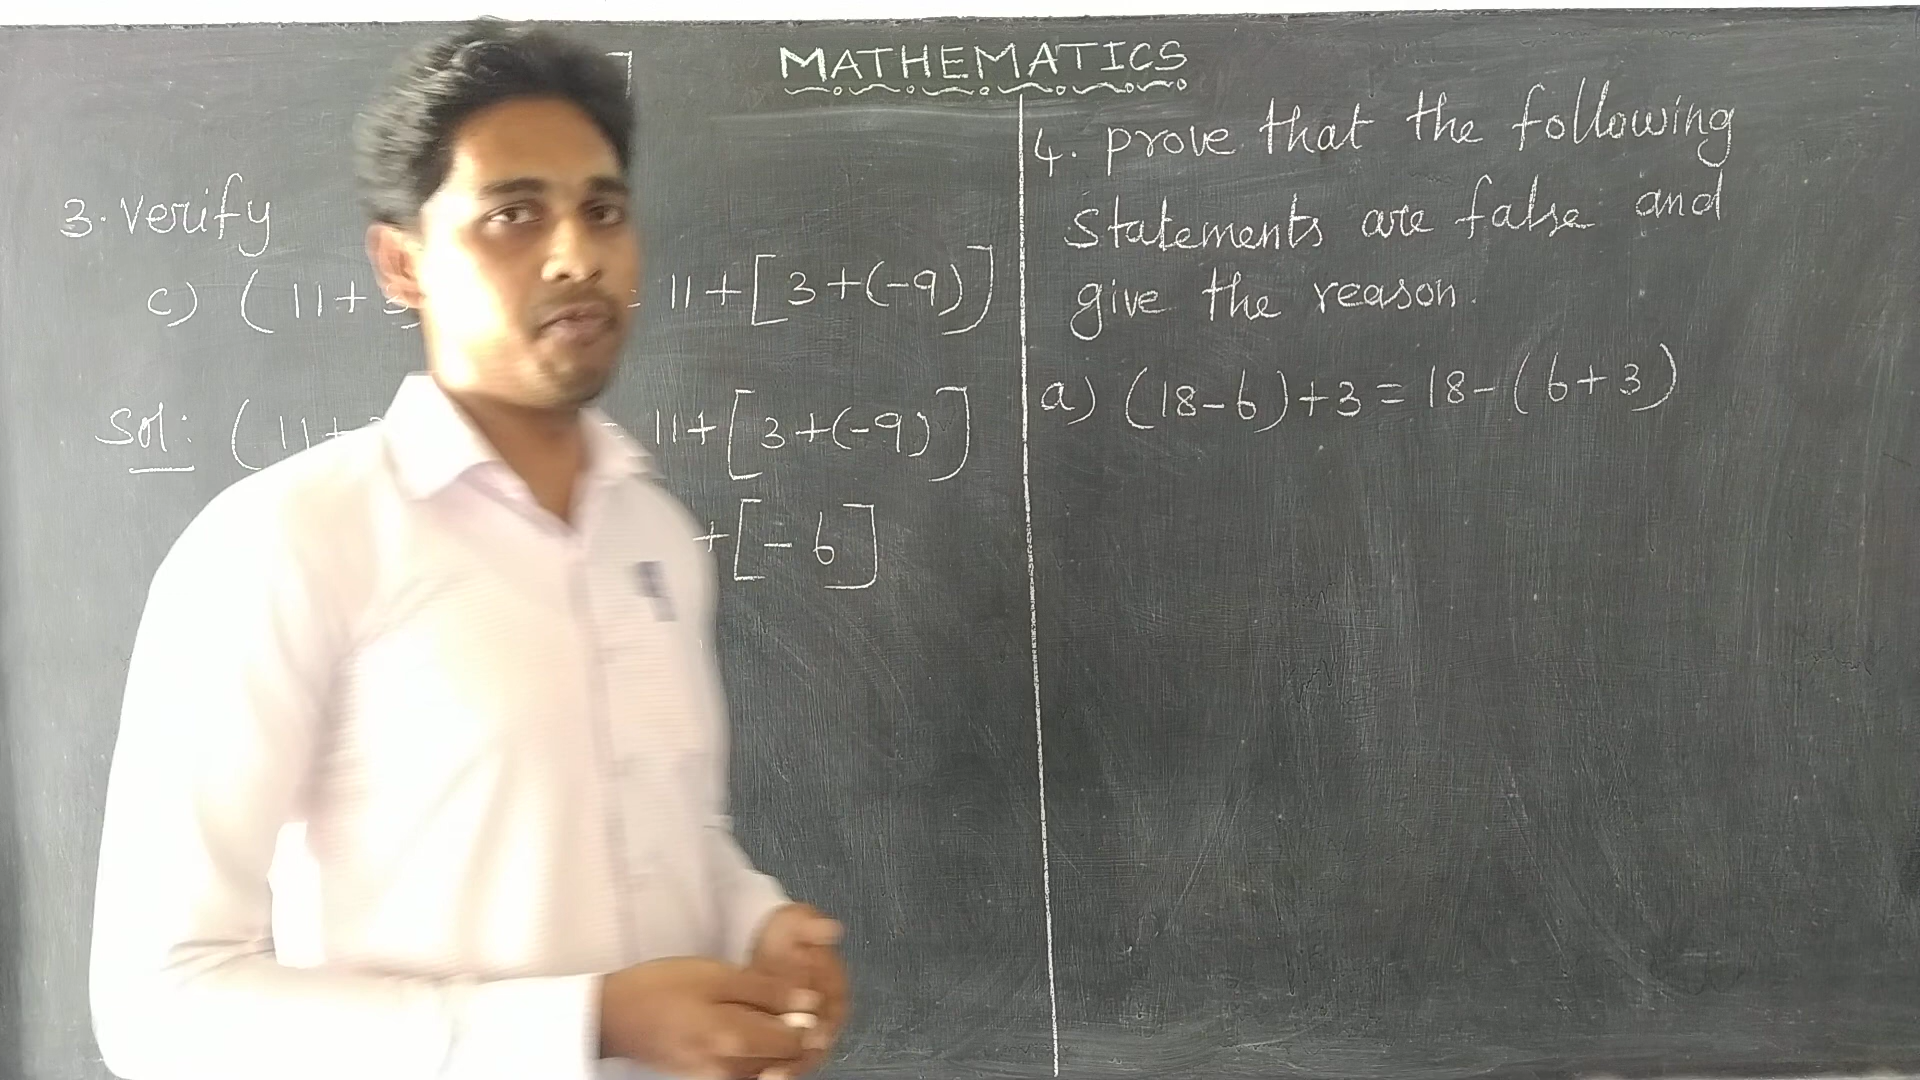 MATHEMATICS
3. Verify
c) (11+3 = 11+[3+(-9)]
Sol: (11+ = 11+[3+(-9)]
+[-6]
4. prove that the following
statements are false and
give the reason.
a) (18-6)+3 = 18-(6+3)